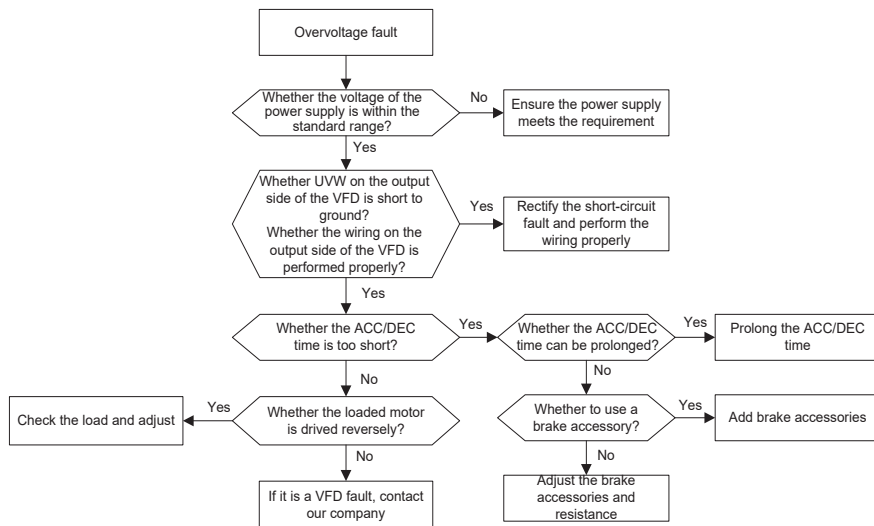 Overvoltage fault
Whether the voltage of the
power supply is within the
standard range?
No
Ensure the power supply
meets the requirement
Yes
Whether UVW on the output
side of the VFD is short to
ground?
Whether the wiring on the
output side of the VFD is
performed properly?
Yes
Rectify the short-circuit
fault and perform the
wiring properly
Yes
Whether the ACC/DEC
time is too short?
Yes
Whether the ACC/DEC
time can be prolonged?
Yes
Prolong the ACC/DEC
time
No
No
Check the load and adjust
Yes
Whether the loaded motor
is drived reversely?
Whether to use a
brake accessory?
Yes
Add brake accessories
No
No
If it is a VFD fault, contact
our company
Adjust the brake
accessories and
resistance